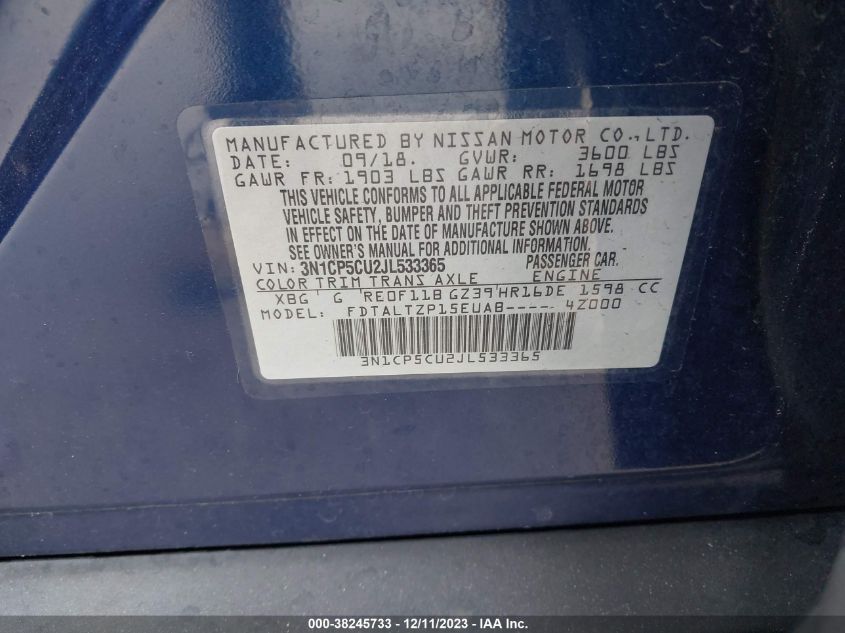 MANUFACTURED BY NISSAN MOTOR CO.,LTD.
DATE: 09/18. GVWR: 3600 LBS
GAWR FR: 1903 LBS GAWR RR: 1698 LBS
THIS VEHICLE CONFORMS TO ALL APPLICABLE FEDERAL MOTOR
VEHICLE SAFETY, BUMPER AND THEFT PREVENTION STANDARDS
IN EFFECT ON THE DATE OF MANUFACTURE SHOWN ABOVE.
SEE OWNER'S MANUAL FOR ADDITIONAL INFORMATION.
VIN: 3N1CP5CU2JL533365 PASSENGER CAR.
COLOR TRIM TRANS AXLE ENGINE
XBG G RE0F11B GZ39 HR16DE 1598 CC
MODEL: FDTALTZP15EUAB----- 4Z000
3N1CP5CU2JL533365
000-38245733 - 12/11/2023 - IAAI Inc.